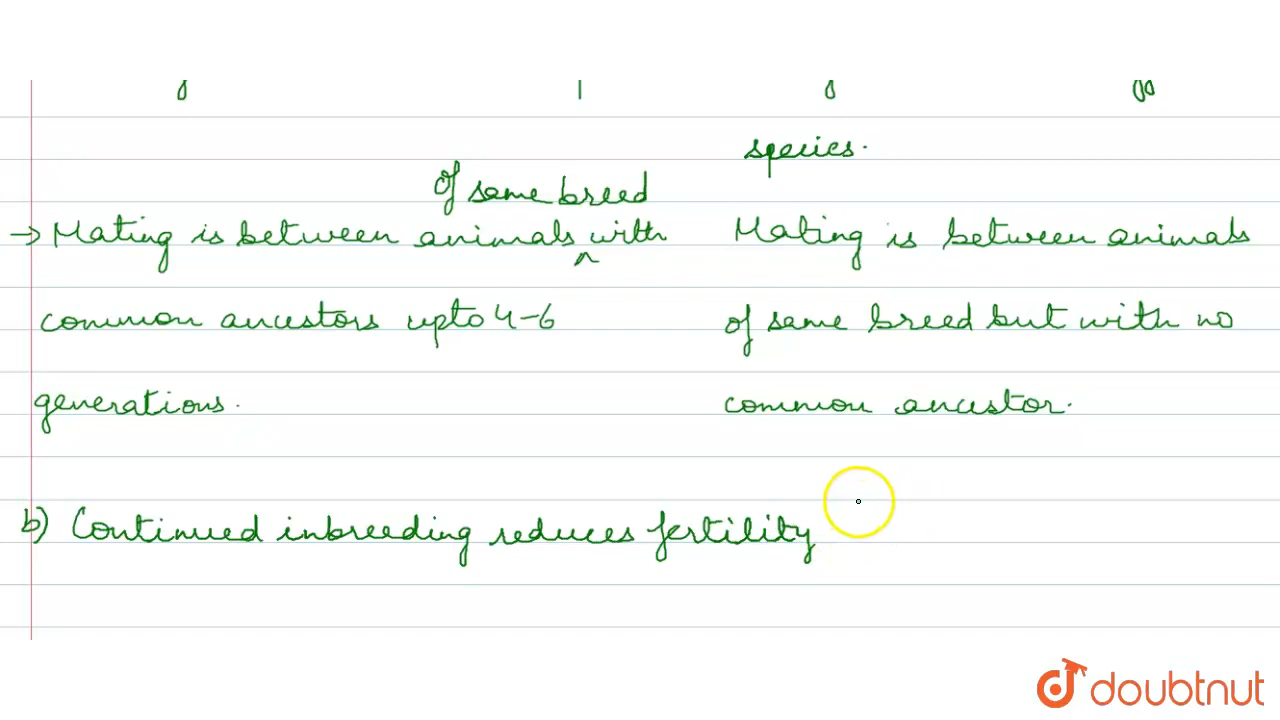 species.
of same breed
→ Mating is between animals ^ with
common ancestors upto 4-6
generations.
Mating is between animals
of same breed but with no
common ancestor.
b) Continued inbreeding reduces fertility
doubtnut